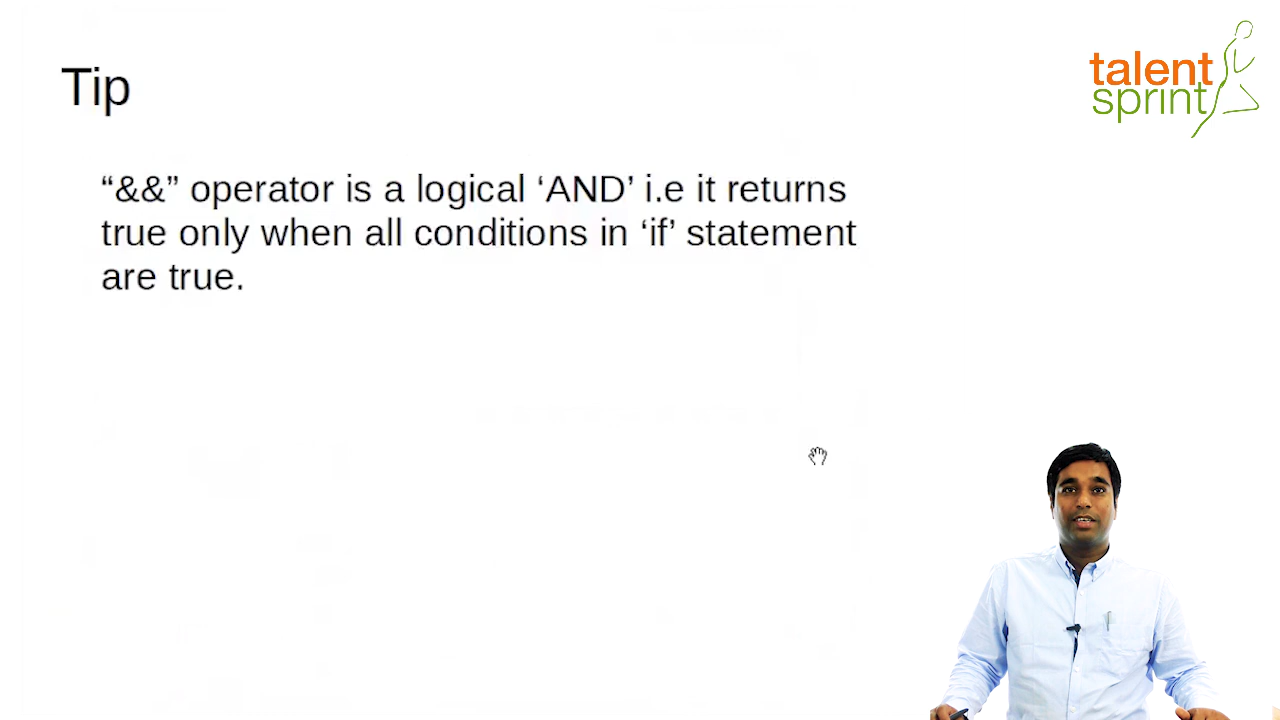 Tip
“&&” operator is a logical ‘AND’ i.e it returns
true only when all conditions in ‘if’ statement
are true.
talent
sprint